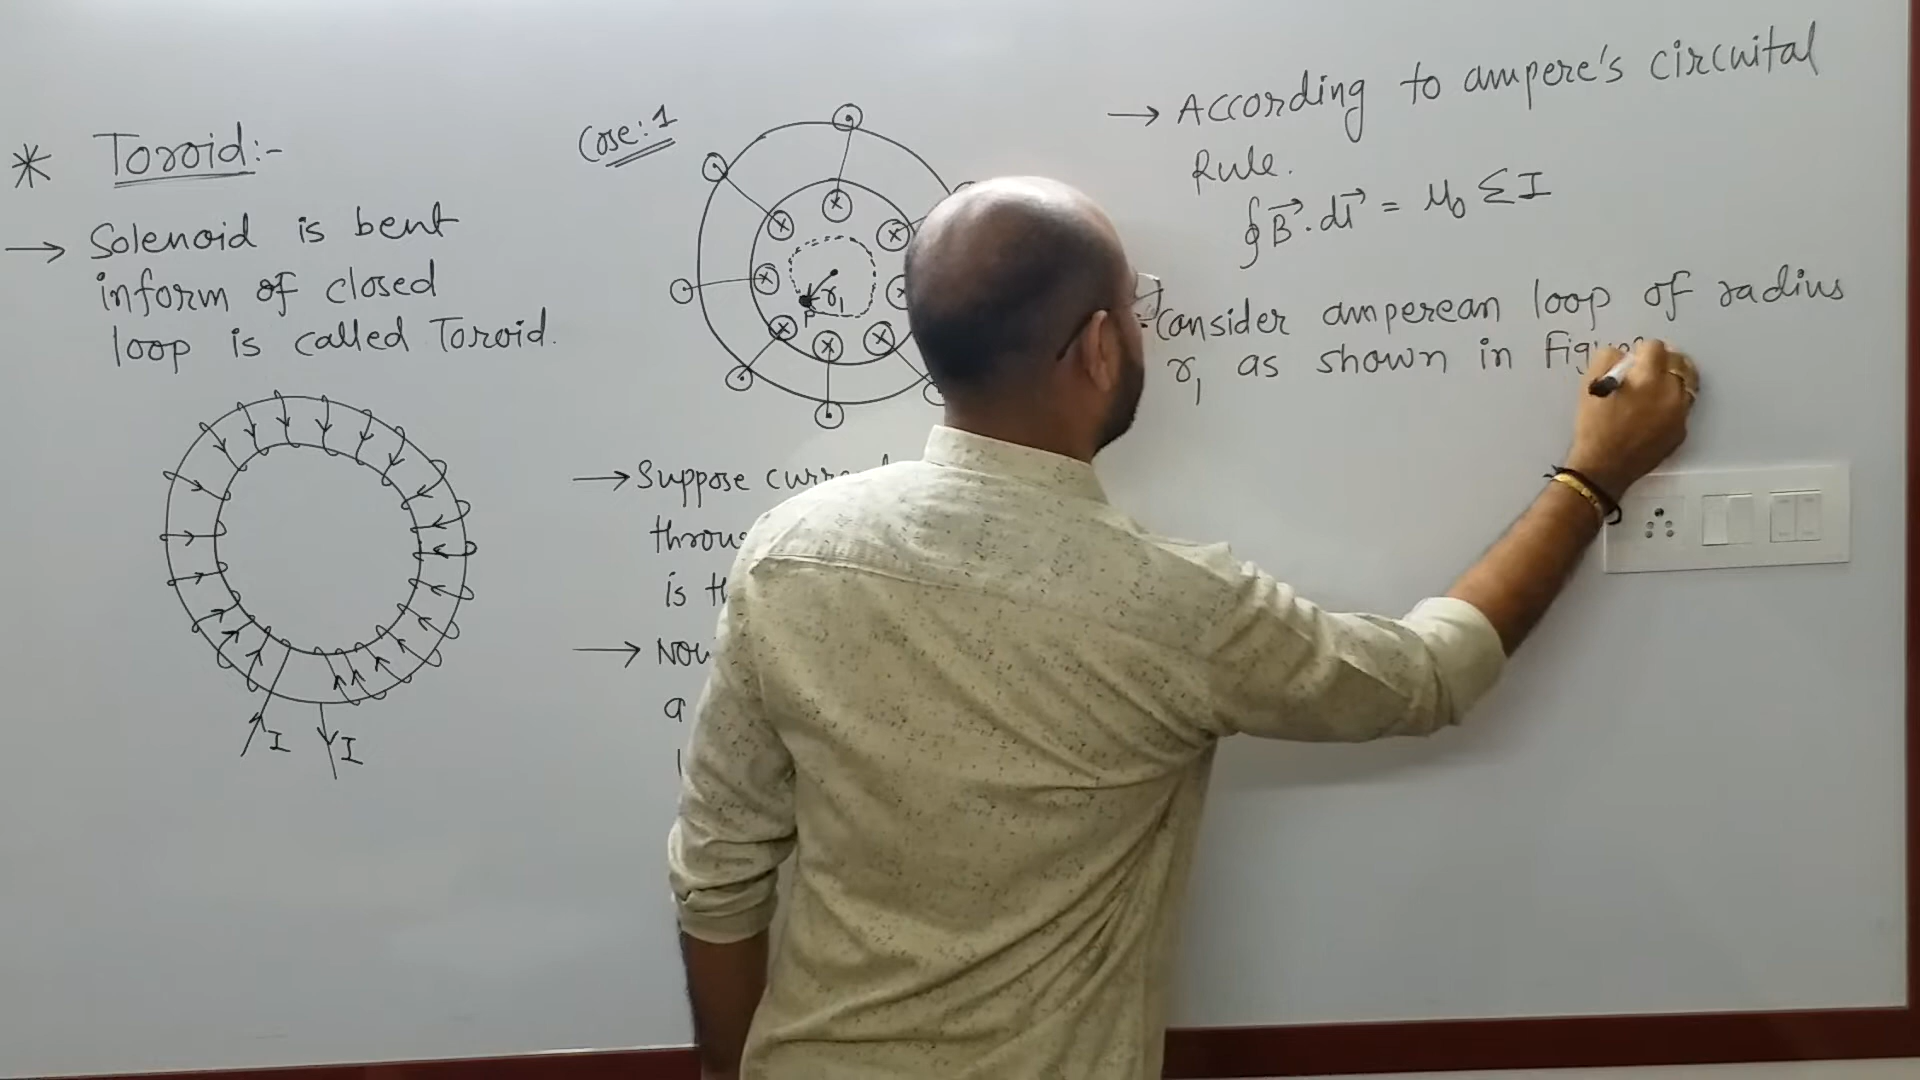 * Toroid:-
→ Solenoid is bent
inform of closed
loop is called Toroid.
I
I
Case:1
r₁
P
→ Suppose
is
→
a
→ According to ampere's circuital
Rule.
∮B⃗·dl⃗ = μ₀ ΣI
Consider amperean loop of radius
r₁ as shown in